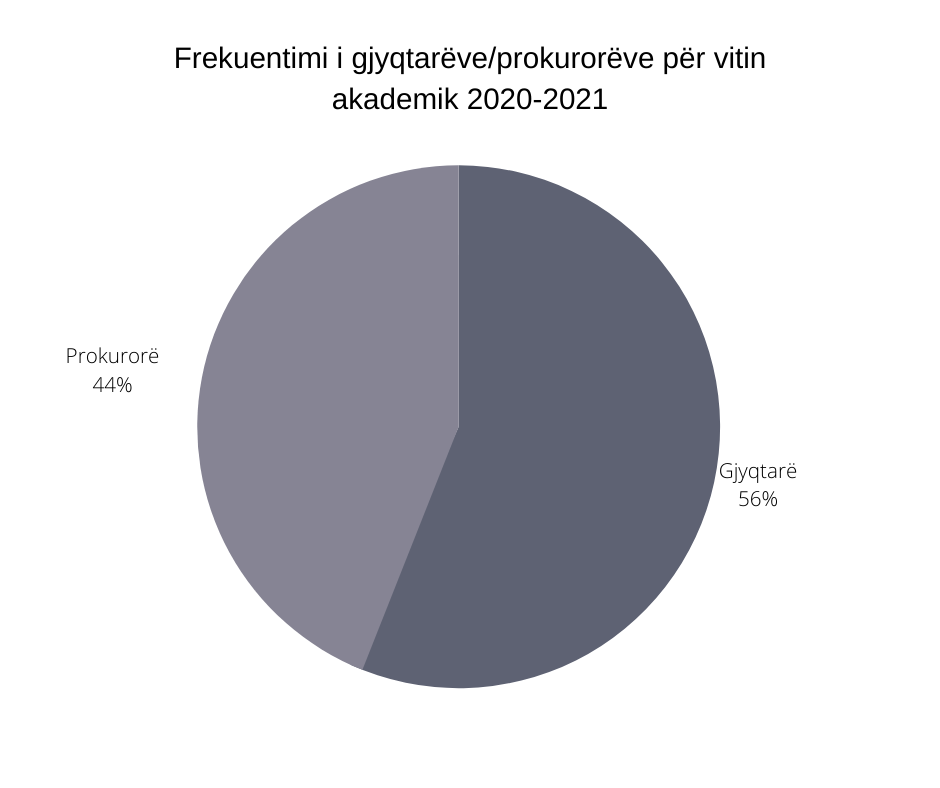 Frekuentimi i gjyqtarëve/prokurorëve për vitin
akademik 2020-2021
Prokurorë
44%
Gjyqtarë
56%